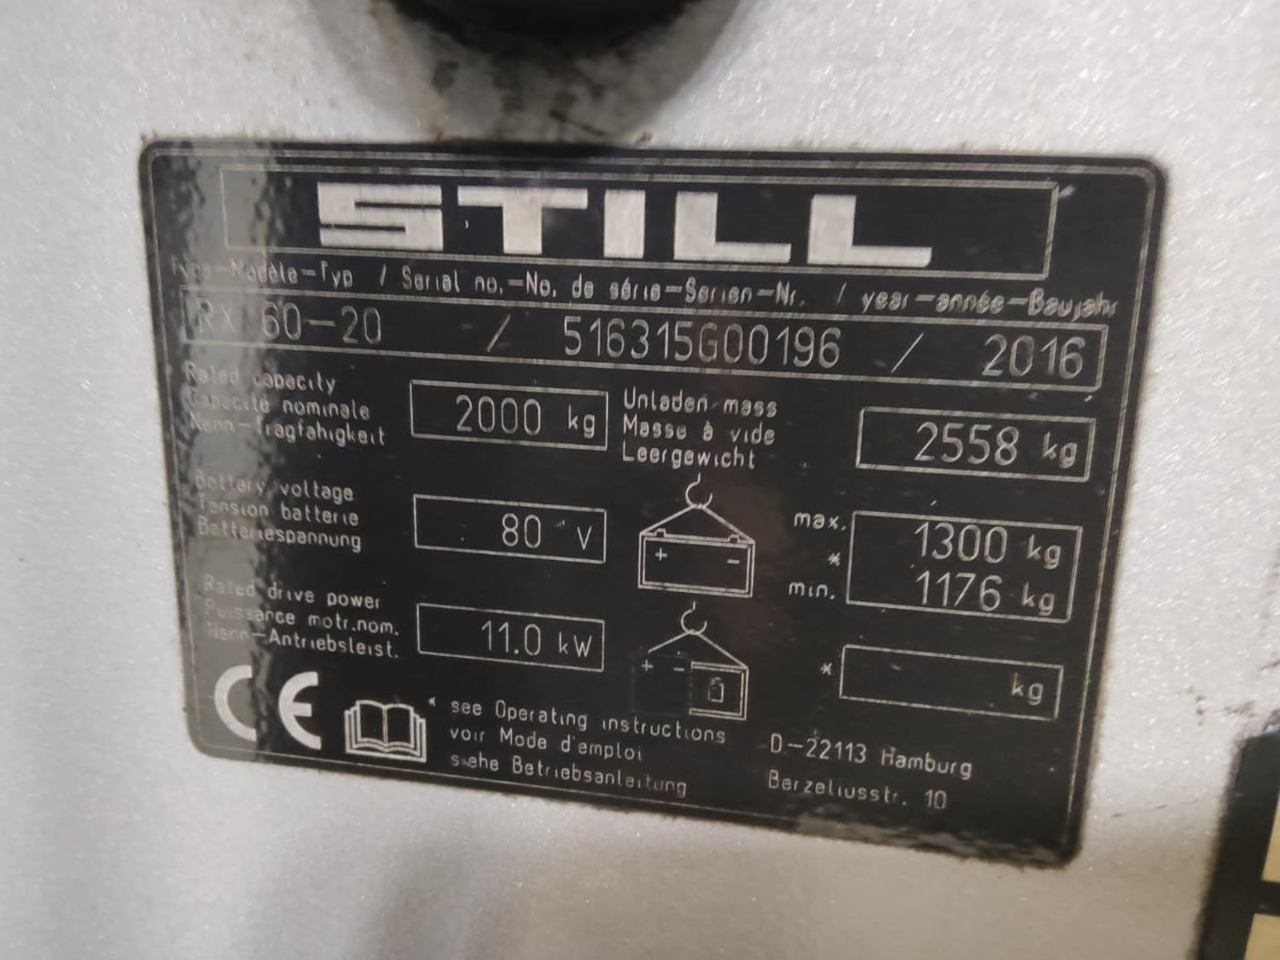 STILL
Type-Modèle-Typ / Serial no.-No. de série-Serien-Nr. / year-année-Baujahr
RX 60-20 / 516315G00196 / 2016
Rated capacity
Capacité nominale
Nenn-Tragfähigkeit
2000 kg
Unladen mass
Masse à vide
Leergewicht
2558 kg
Battery voltage
Tension batterie
Batteriespannung
80 V
+ -
max.
*
min.
1300 kg
1176 kg
Rated drive power
Puissance motr.nom.
Nenn-Antriebsleist.
11.0 kW
+ -
* kg
CE
* see Operating instructions
voir Mode d'emploi
siehe Betriebsanleitung
D-22113 Hamburg
Berzeliusstr. 10